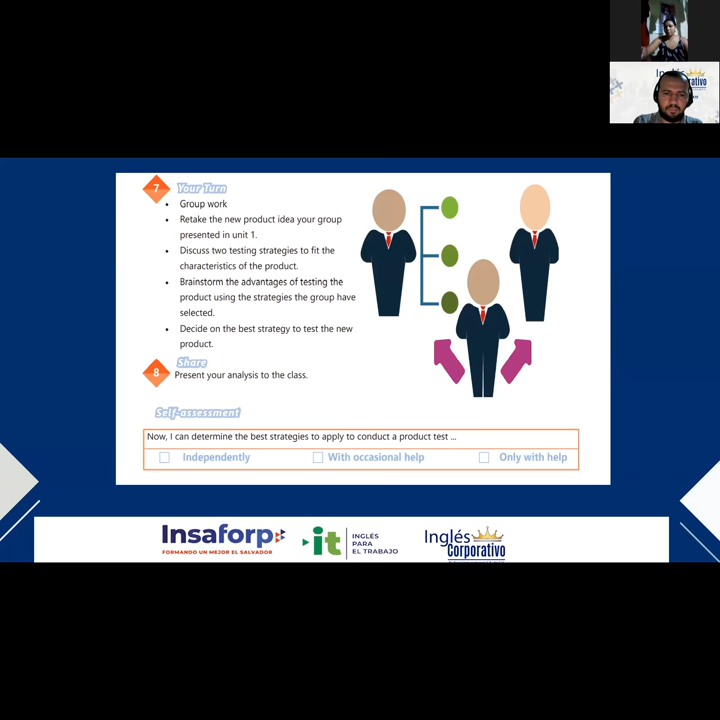 Inglés
Corporativo
7
Your Turn
• Group work
• Retake the new product idea your group
presented in unit 1.
• Discuss two testing strategies to fit the
characteristics of the product.
• Brainstorm the advantages of testing the
product using the strategies the group have
selected.
• Decide on the best strategy to test the new
product.
8
Share
Present your analysis to the class.
Self-assessment
Now, I can determine the best strategies to apply to conduct a product test ...
Independently
With occasional help
Only with help
Insaforp
FORMANDO UN MEJOR EL SALVADOR
it
INGLÉS
PARA
EL TRABAJO
Inglés
Corporativo